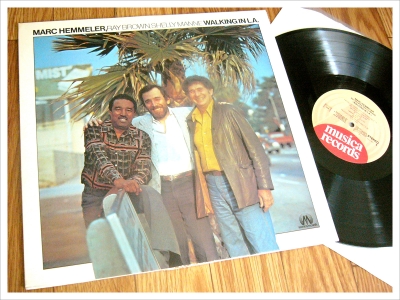 MARC HEMMELER, RAY BROWN, SHELLY MANNE, WALKING IN L.A.
MIST
musica
records